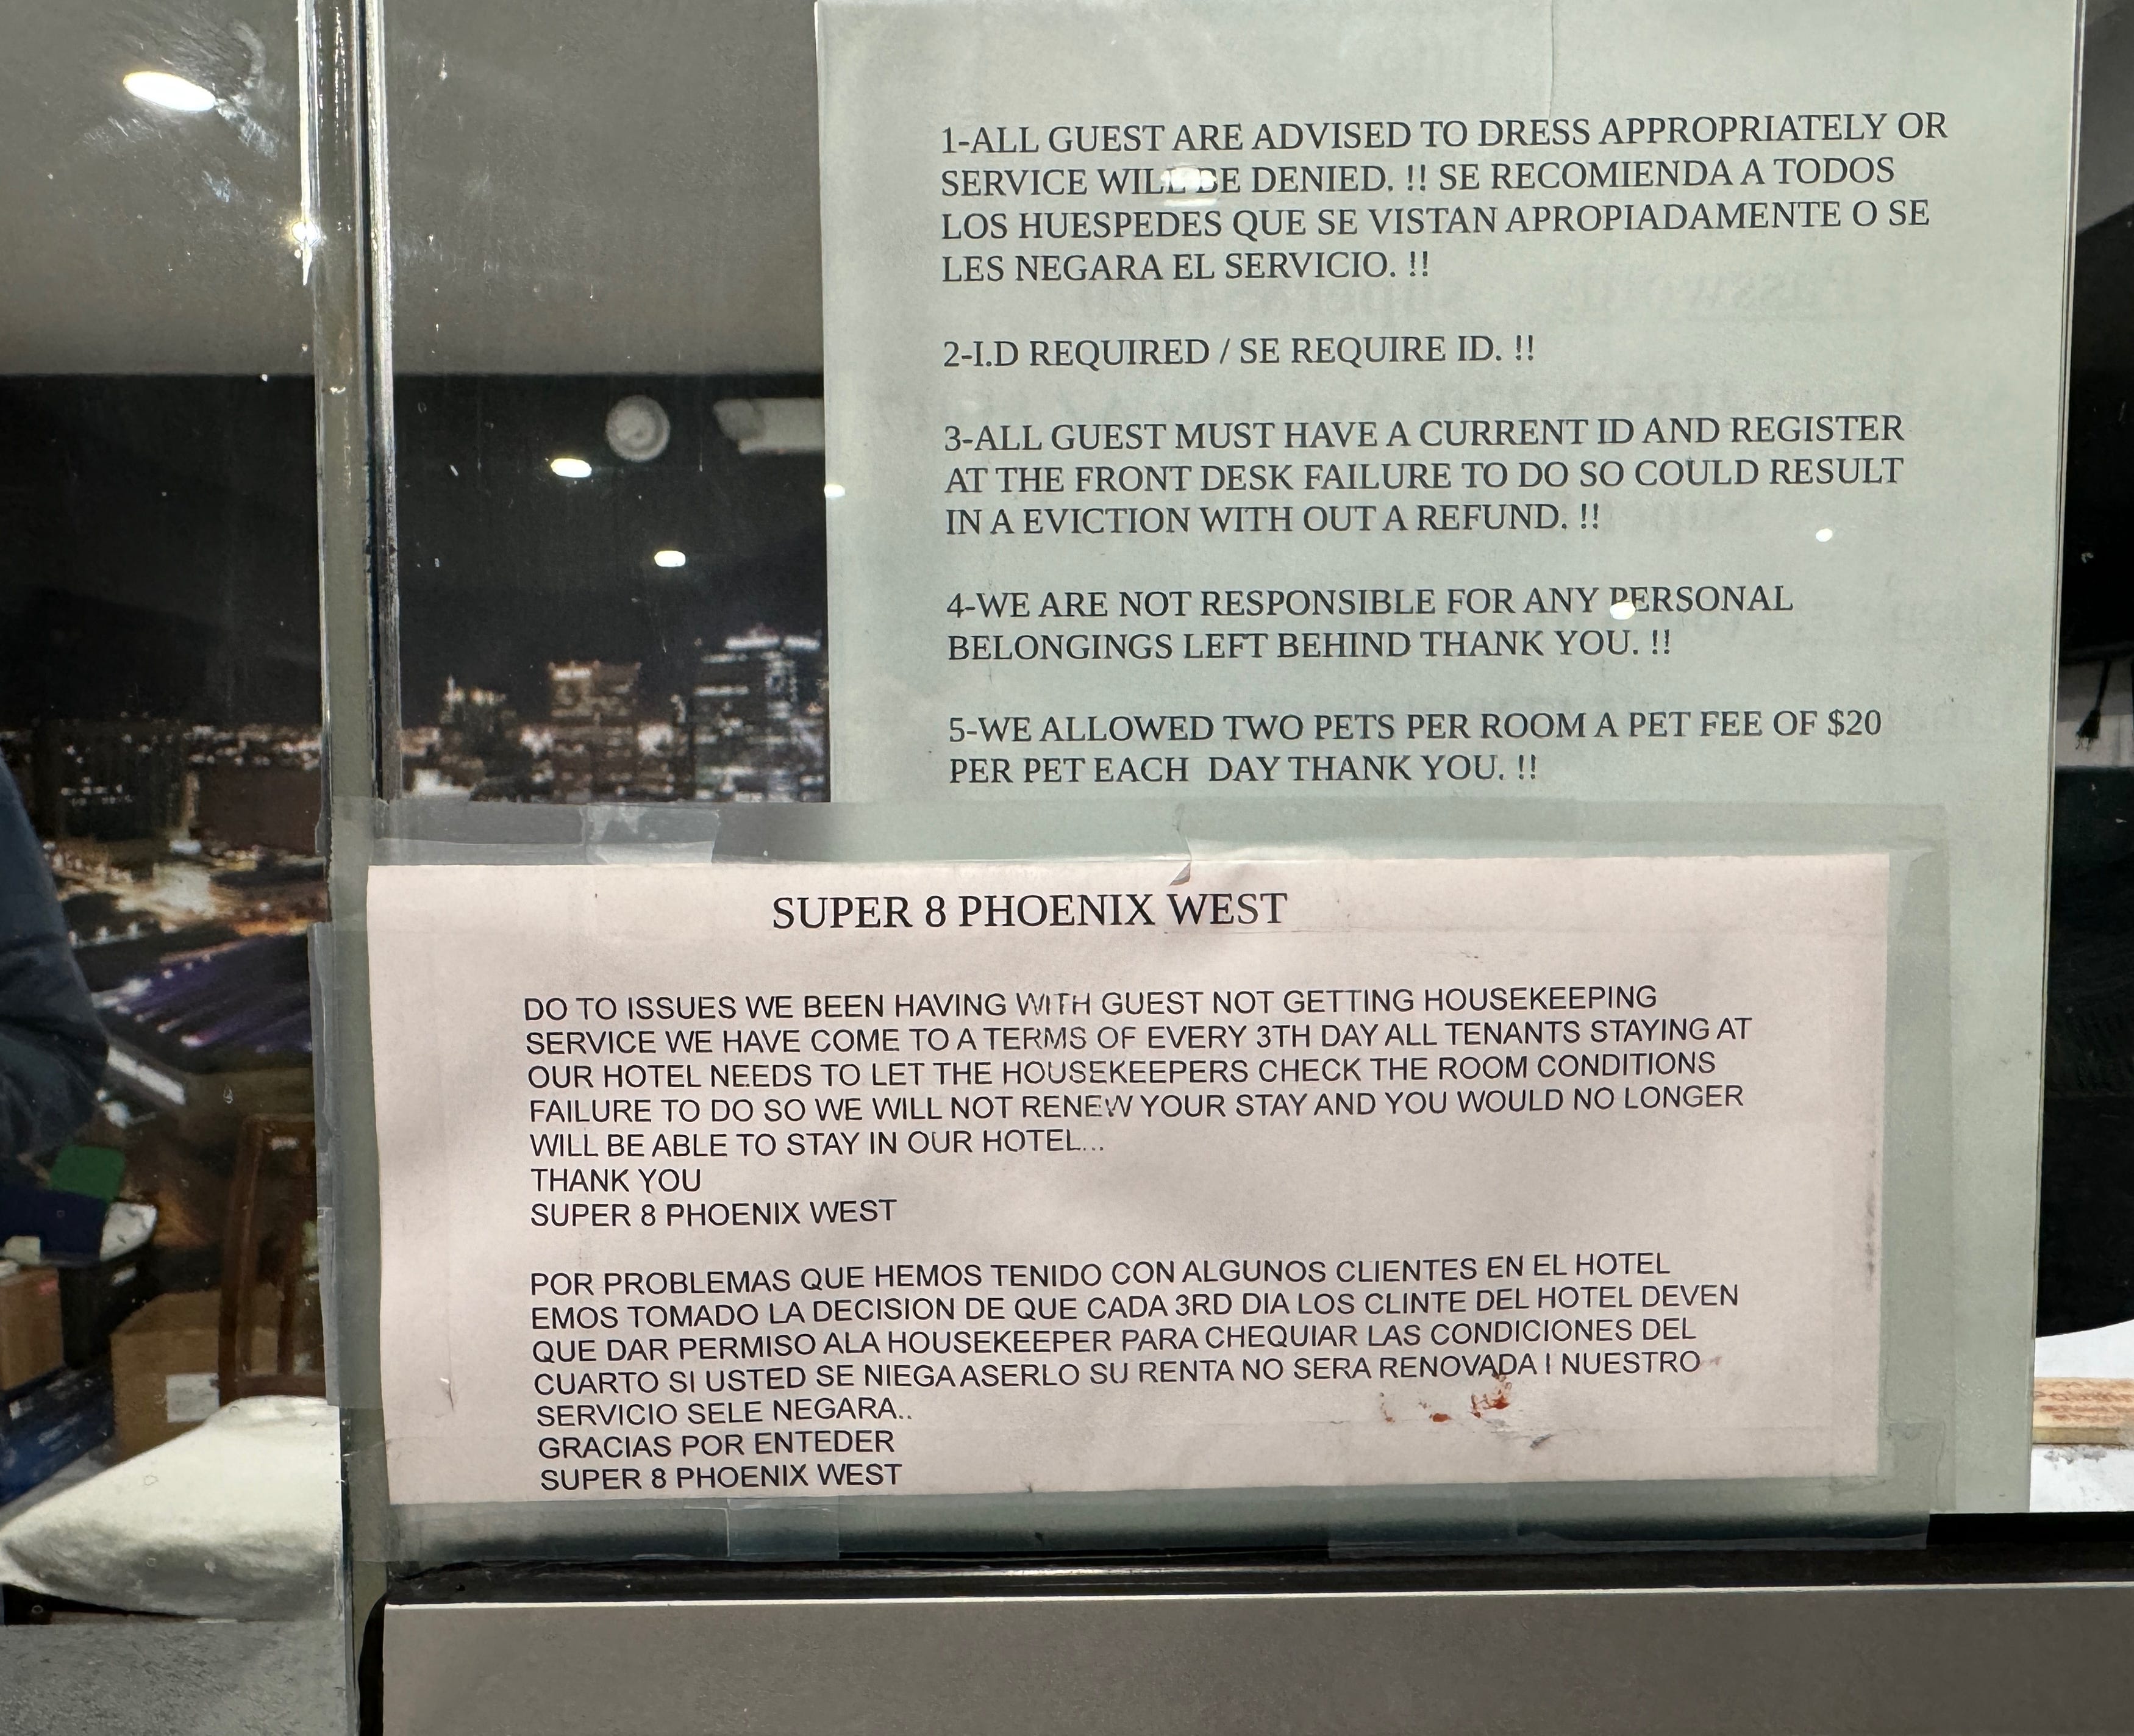 1-ALL GUEST ARE ADVISED TO DRESS APPROPRIATELY OR
SERVICE WILL BE DENIED. !! SE RECOMIENDA A TODOS
LOS HUESPEDES QUE SE VISTAN APROPIADAMENTE O SE
LES NEGARA EL SERVICIO. !!
2-I.D REQUIRED / SE REQUIRE ID. !!
3-ALL GUEST MUST HAVE A CURRENT ID AND REGISTER
AT THE FRONT DESK FAILURE TO DO SO COULD RESULT
IN A EVICTION WITH OUT A REFUND. !!
4-WE ARE NOT RESPONSIBLE FOR ANY PERSONAL
BELONGINGS LEFT BEHIND THANK YOU. !!
5-WE ALLOWED TWO PETS PER ROOM A PET FEE OF $20
PER PET EACH DAY THANK YOU. !!
SUPER 8 PHOENIX WEST
DO TO ISSUES WE BEEN HAVING WITH GUEST NOT GETTING HOUSEKEEPING
SERVICE WE HAVE COME TO A TERMS OF EVERY 3TH DAY ALL TENANTS STAYING AT
OUR HOTEL NEEDS TO LET THE HOUSEKEEPERS CHECK THE ROOM CONDITIONS
FAILURE TO DO SO WE WILL NOT RENEW YOUR STAY AND YOU WOULD NO LONGER
WILL BE ABLE TO STAY IN OUR HOTEL...
THANK YOU
SUPER 8 PHOENIX WEST
POR PROBLEMAS QUE HEMOS TENIDO CON ALGUNOS CLIENTES EN EL HOTEL
EMOS TOMADO LA DECISION DE QUE CADA 3RD DIA LOS CLINTE DEL HOTEL DEVEN
QUE DAR PERMISO ALA HOUSEKEEPER PARA CHEQUIAR LAS CONDICIONES DEL
CUARTO SI USTED SE NIEGA ASERLO SU RENTA NO SERA RENOVADA I NUESTRO
SERVICIO SELE NEGARA..
GRACIAS POR ENTEDER
SUPER 8 PHOENIX WEST